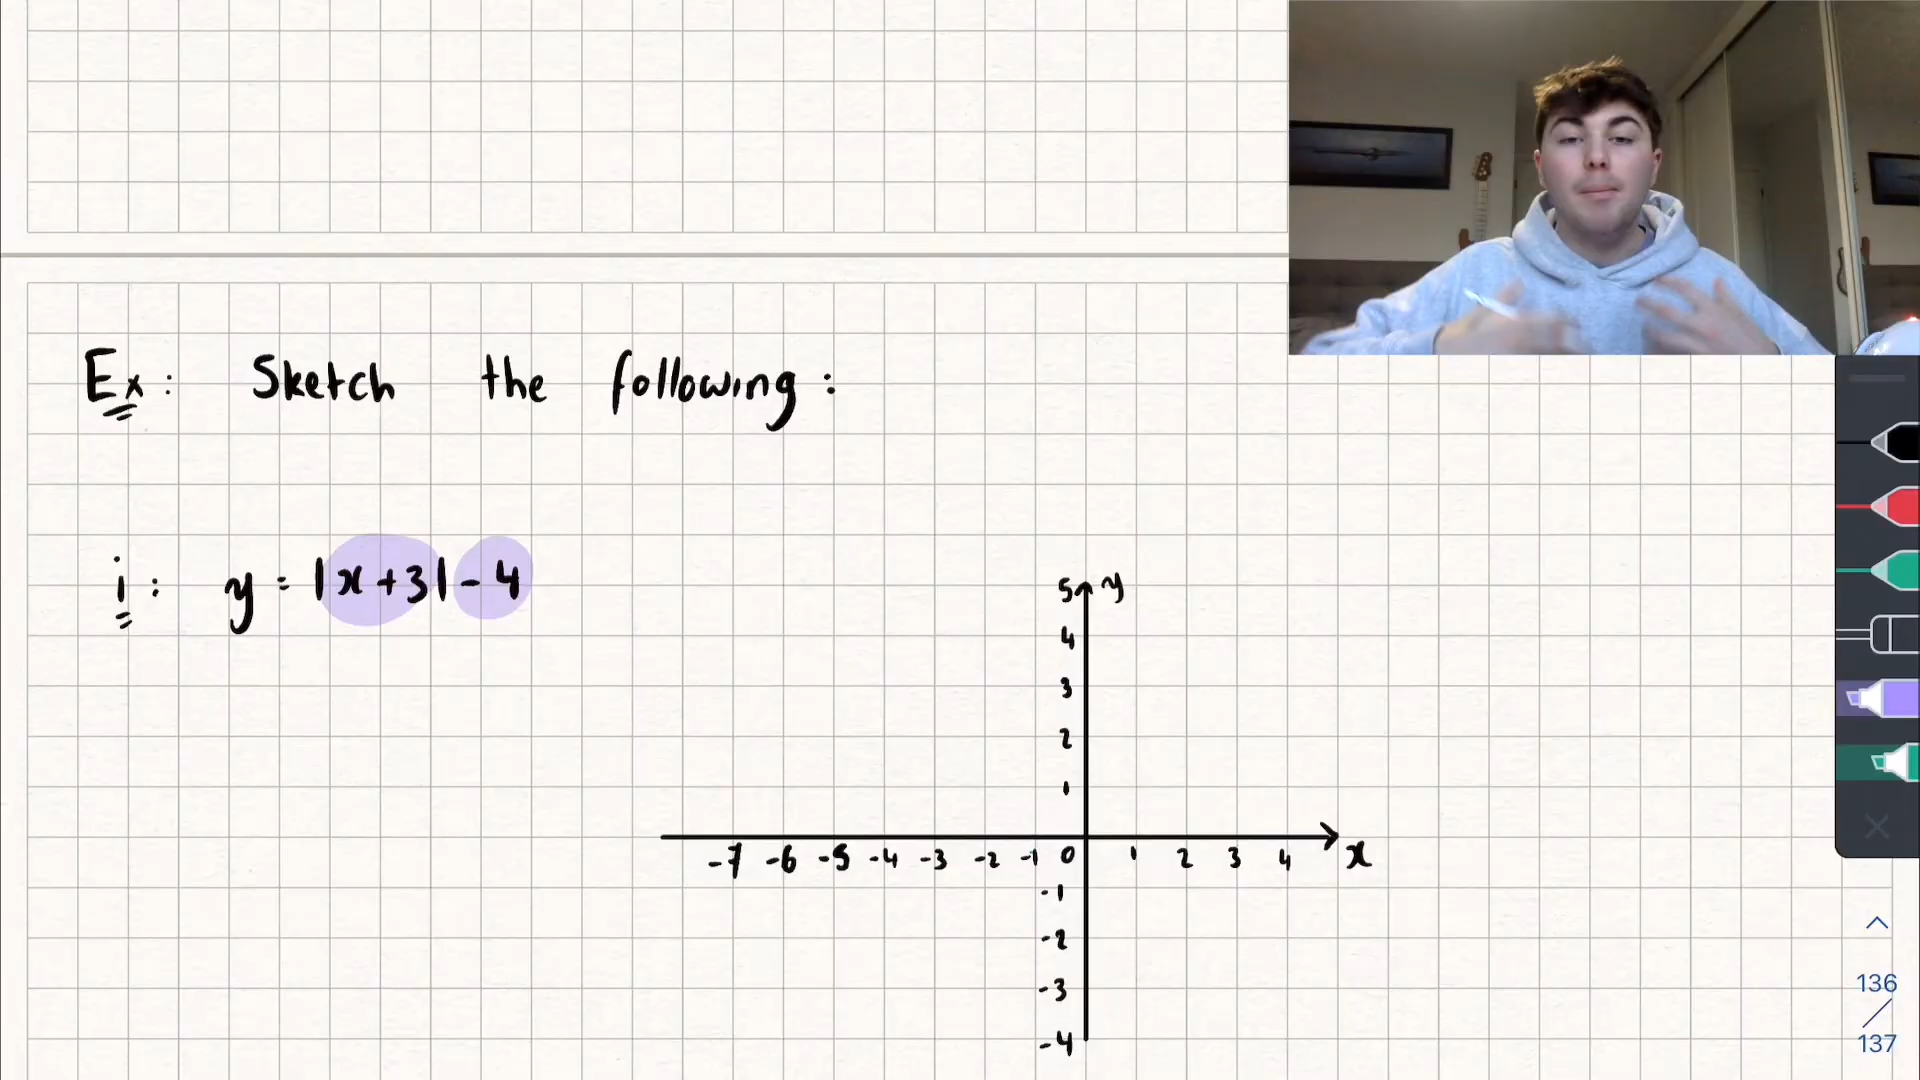 Ex: Sketch the following:
i: y = |x+3| - 4
5 y
4
3
2
1
-7 -6 -5 -4 -3 -2 -1 0 1 2 3 4 x
-1
-2
-3
-4
136
/
137